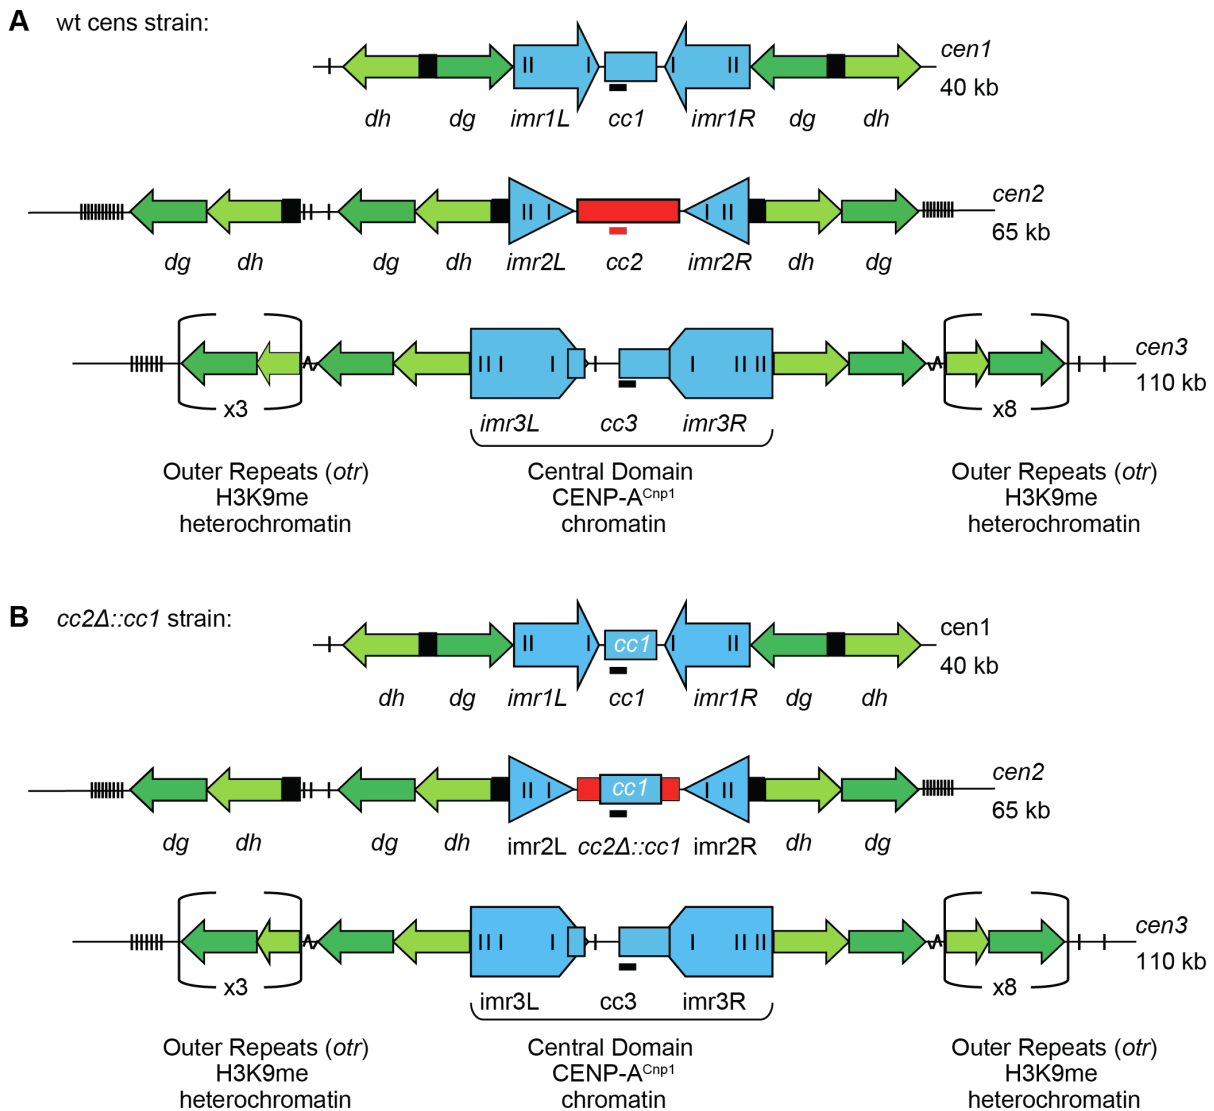 A wt cens strain:
cen1
40 kb
dh dg imr1L cc1 imr1R dg dh
cen2
65 kb
dg dh dg dh imr2L cc2 imr2R dh dg
cen3
110 kb
x3 x8
imr3L cc3 imr3R
Outer Repeats (otr) Central Domain Outer Repeats (otr)
H3K9me CENP-ACnp1 H3K9me
heterochromatin chromatin heterochromatin
B cc2Δ::cc1 strain:
cc1 cen1
40 kb
dh dg imr1L cc1 imr1R dg dh
cc1 cen2
65 kb
dg dh dg dh imr2L cc2Δ::cc1 imr2R dh dg
cen3
110 kb
x3 x8
imr3L cc3 imr3R
Outer Repeats (otr) Central Domain Outer Repeats (otr)
H3K9me CENP-ACnp1 H3K9me
heterochromatin chromatin heterochromatin